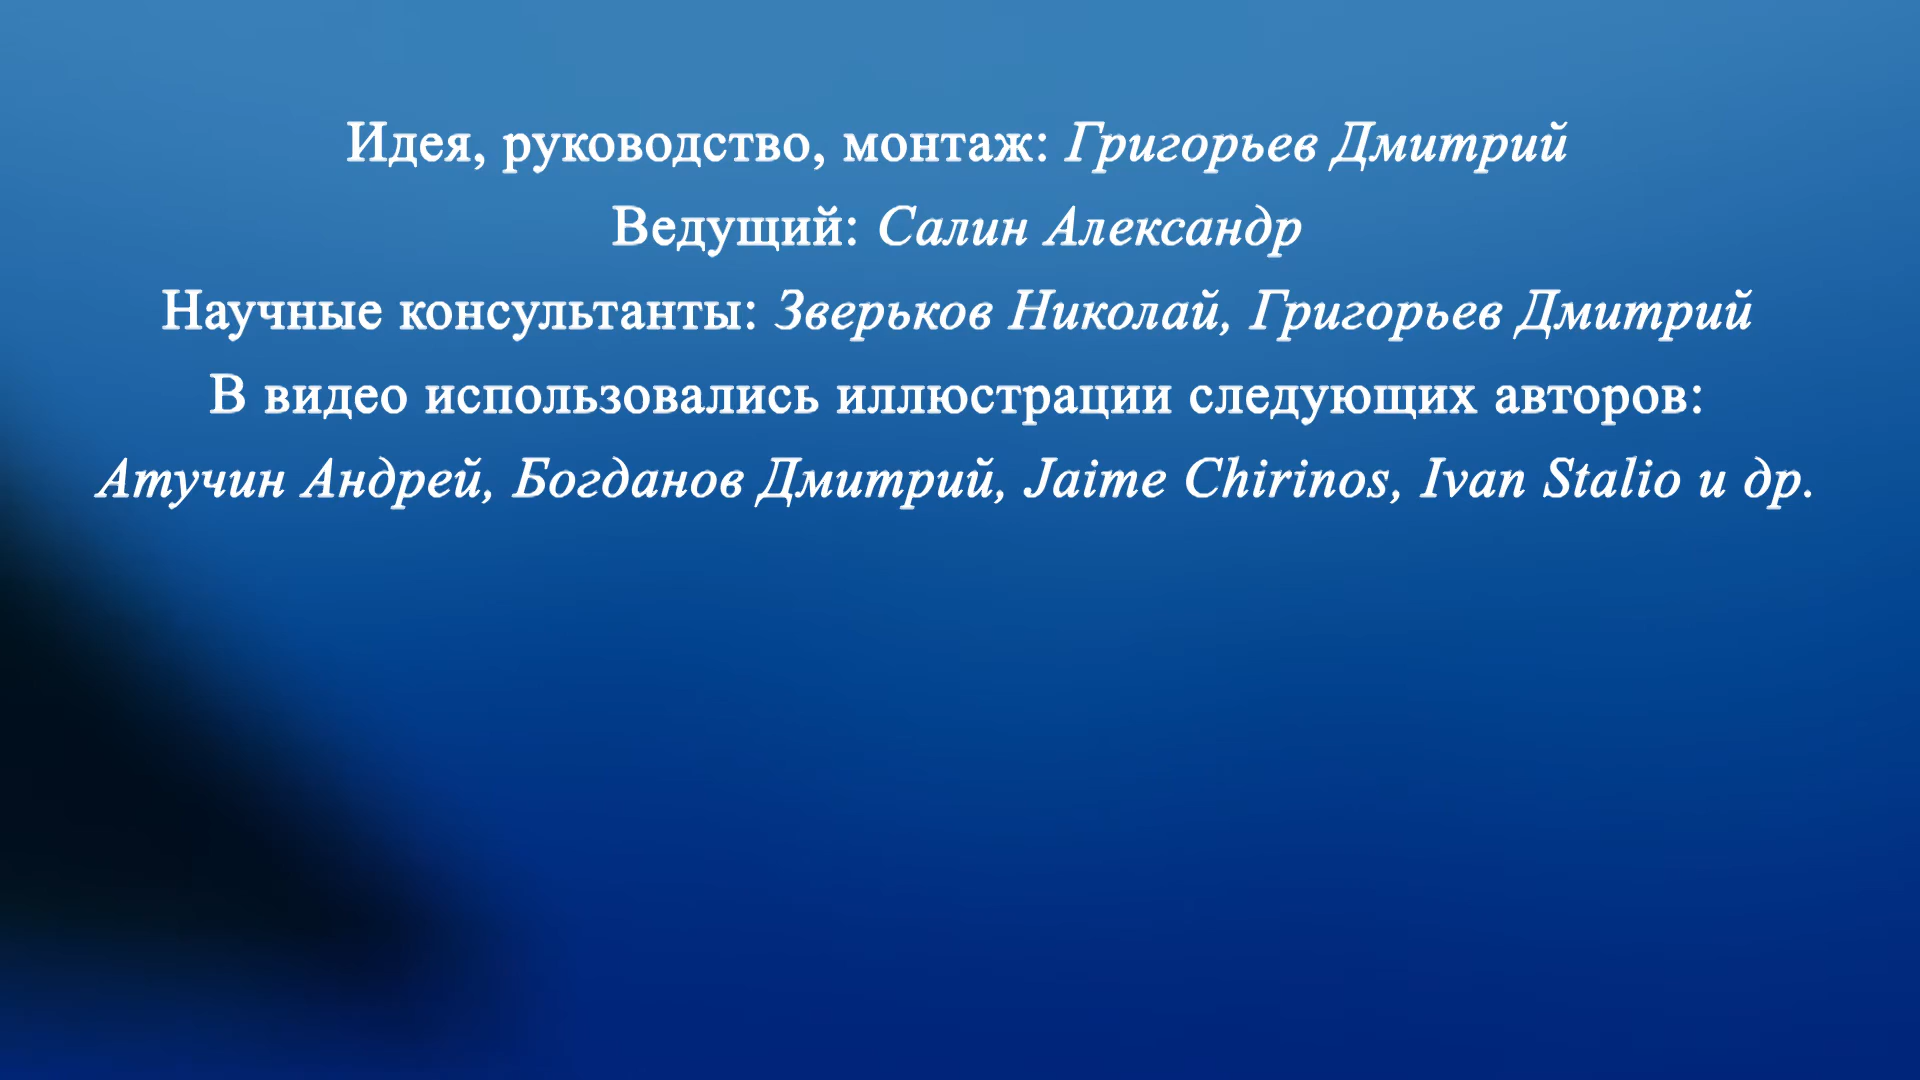 Идея, руководство, монтаж: Григорьев Дмитрий
Ведущий: Салин Александр
Научные консультанты: Зверьков Николай, Григорьев Дмитрий
В видео использовались иллюстрации следующих авторов:
Атучин Андрей, Богданов Дмитрий, Jaime Chirinos, Ivan Stalio и др.